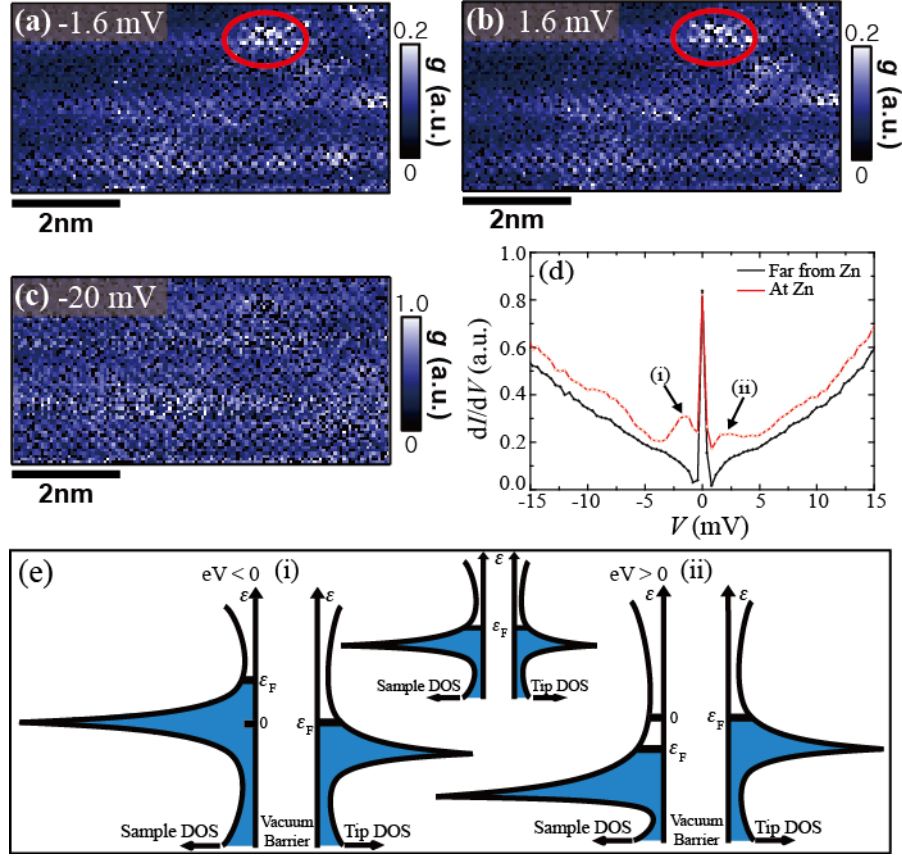 (a) -1.6 mV
0.2
g (a.u.)
0
2nm
(b) 1.6 mV
0.2
g (a.u.)
0
2nm
(c) -20 mV
1.0
g (a.u.)
0
2nm
(d)
1.0
0.8
0.6
0.4
0.2
0.0
dI/dV (a.u.)
Far from Zn
At Zn
(i)
(ii)
-15 -10 -5 0 5 10 15
V (mV)
(e)
eV < 0 (i)
ε
ε
εF
0
εF
Sample DOS
Vacuum
Barrier
Tip DOS
ε
εF
Sample DOS
Tip DOS
eV > 0 (ii)
ε
ε
0
εF
εF
Sample DOS
Vacuum
Barrier
Tip DOS